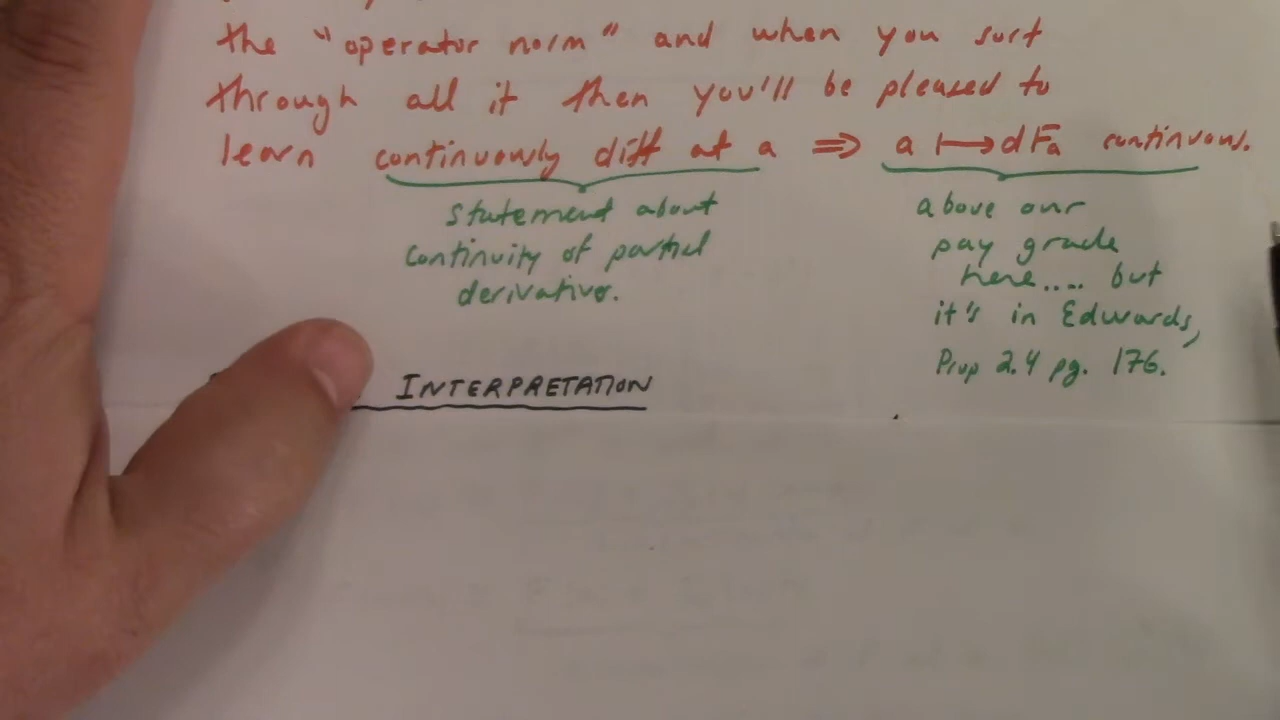 the "operator norm" and when you sort
through all it then you'll be pleased to
learn continuously diff at a ⇒ a ↦ dFₐ continuous.
statement about
continuity of partial
derivatives.
above our
pay grade
here.... but
it's in Edwards,
Prop 2.4 pg. 176.
INTERPRETATION